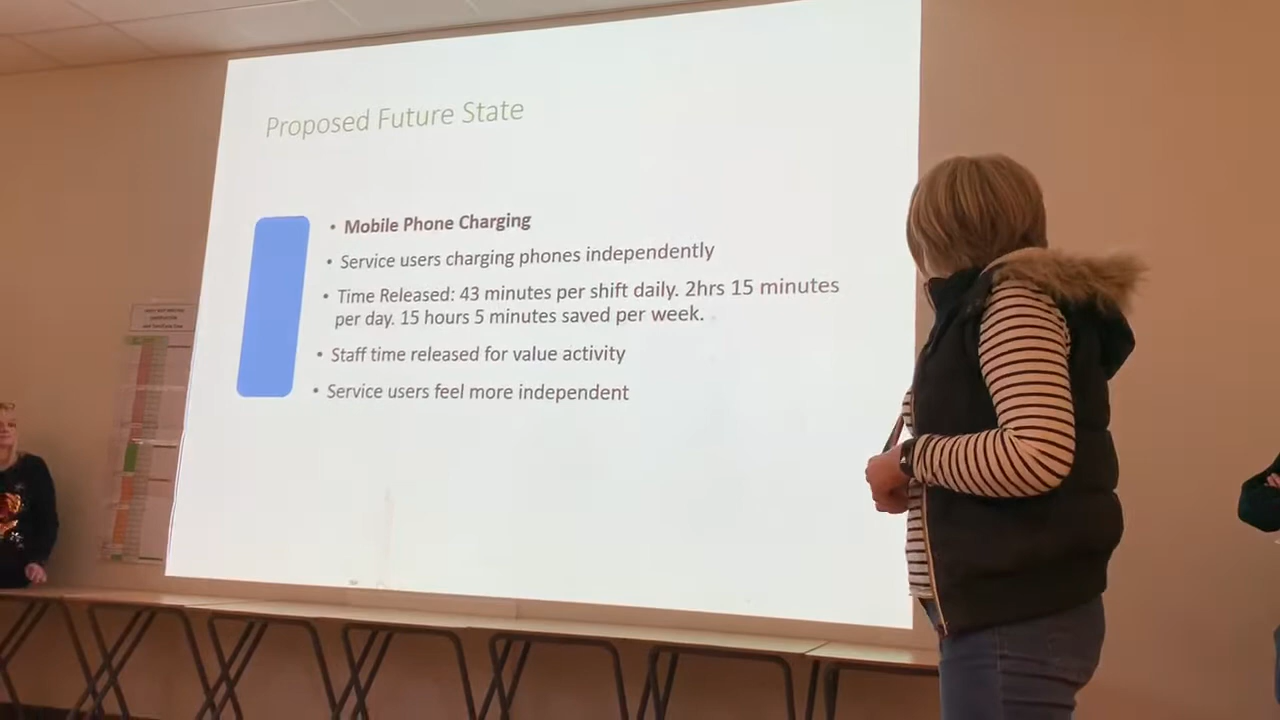 Proposed Future State
• Mobile Phone Charging
• Service users charging phones independently
• Time Released: 43 minutes per shift daily. 2hrs 15 minutes
per day. 15 hours 5 minutes saved per week.
• Staff time released for value activity
• Service users feel more independent